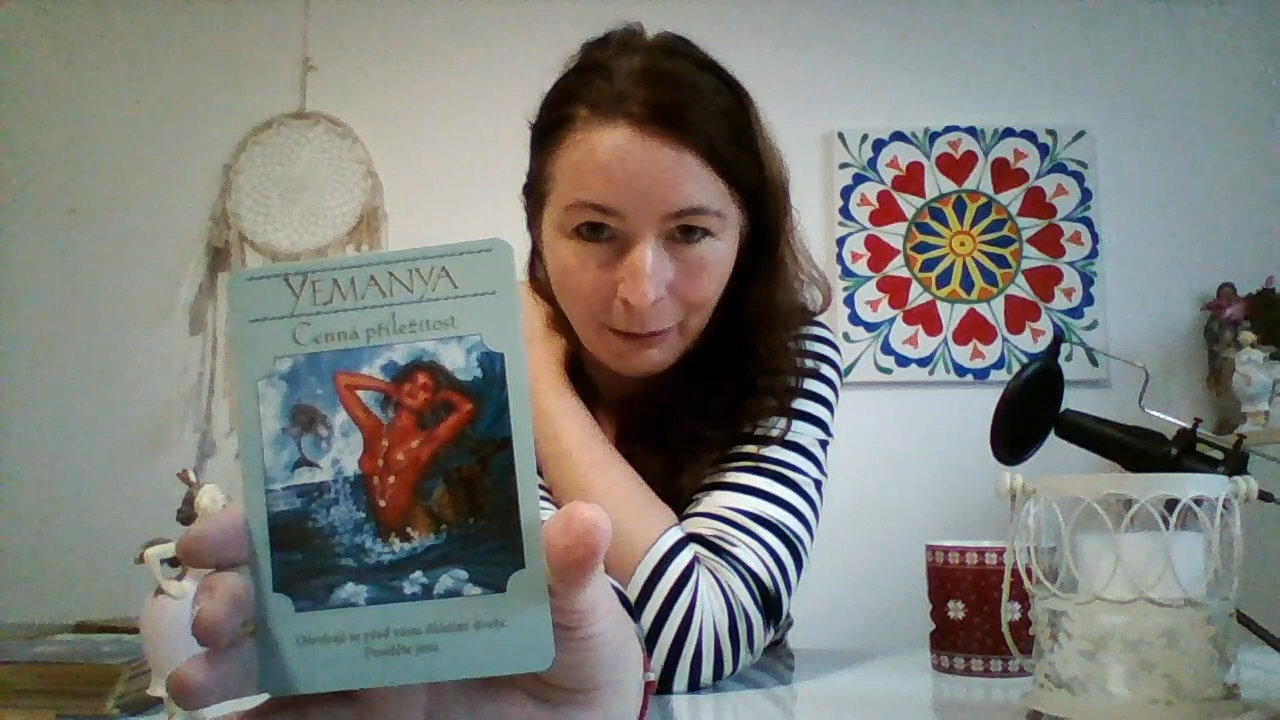 YEMANYA
Cenná příležitost
Otevírají se před vámi důležité dveře.
Projděte jimi.